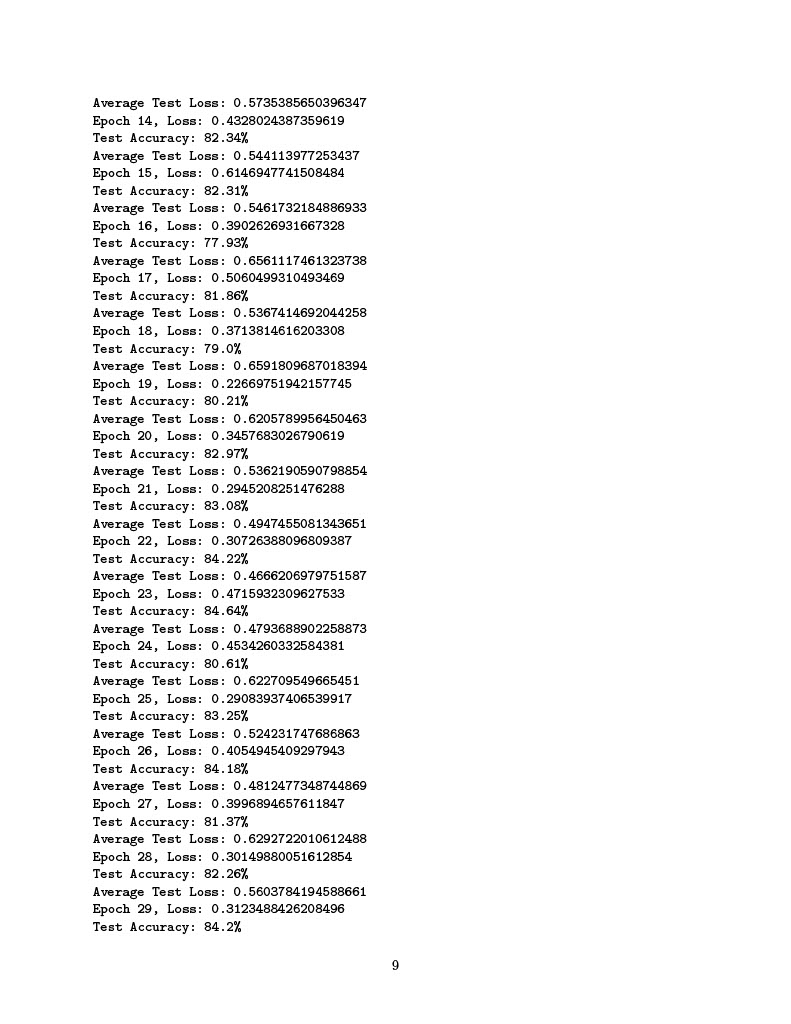 Average Test Loss: 0.5735385650396347
Epoch 14, Loss: 0.4328024387359619
Test Accuracy: 82.34%
Average Test Loss: 0.544113977253437
Epoch 15, Loss: 0.6146947741508484
Test Accuracy: 82.31%
Average Test Loss: 0.5461732184886933
Epoch 16, Loss: 0.3902626931667328
Test Accuracy: 77.93%
Average Test Loss: 0.6561117461323738
Epoch 17, Loss: 0.5060499310493469
Test Accuracy: 81.86%
Average Test Loss: 0.5367414692044258
Epoch 18, Loss: 0.3713814616203308
Test Accuracy: 79.0%
Average Test Loss: 0.6591809687018394
Epoch 19, Loss: 0.22669751942157745
Test Accuracy: 80.21%
Average Test Loss: 0.6205789956450463
Epoch 20, Loss: 0.3457683026790619
Test Accuracy: 82.97%
Average Test Loss: 0.5362190590798854
Epoch 21, Loss: 0.2945208251476288
Test Accuracy: 83.08%
Average Test Loss: 0.4947455081343651
Epoch 22, Loss: 0.30726388096809387
Test Accuracy: 84.22%
Average Test Loss: 0.4666206979751587
Epoch 23, Loss: 0.4715932309627533
Test Accuracy: 84.64%
Average Test Loss: 0.4793688902258873
Epoch 24, Loss: 0.4534260332584381
Test Accuracy: 80.61%
Average Test Loss: 0.622709549665451
Epoch 25, Loss: 0.29083937406539917
Test Accuracy: 83.25%
Average Test Loss: 0.524231747686863
Epoch 26, Loss: 0.4054945409297943
Test Accuracy: 84.18%
Average Test Loss: 0.4812477348744869
Epoch 27, Loss: 0.3996894657611847
Test Accuracy: 81.37%
Average Test Loss: 0.6292722010612488
Epoch 28, Loss: 0.30149880051612854
Test Accuracy: 82.26%
Average Test Loss: 0.5603784194588661
Epoch 29, Loss: 0.3123488426208496
Test Accuracy: 84.2%
9